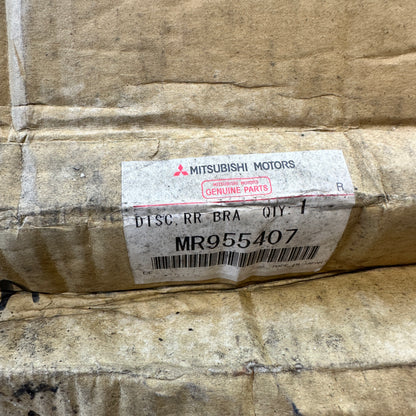 MITSUBISHI MOTORS
MITSUBISHI MOTORS
GENUINE PARTS
R
DISC, RR BRA QTY. 1
MR955407